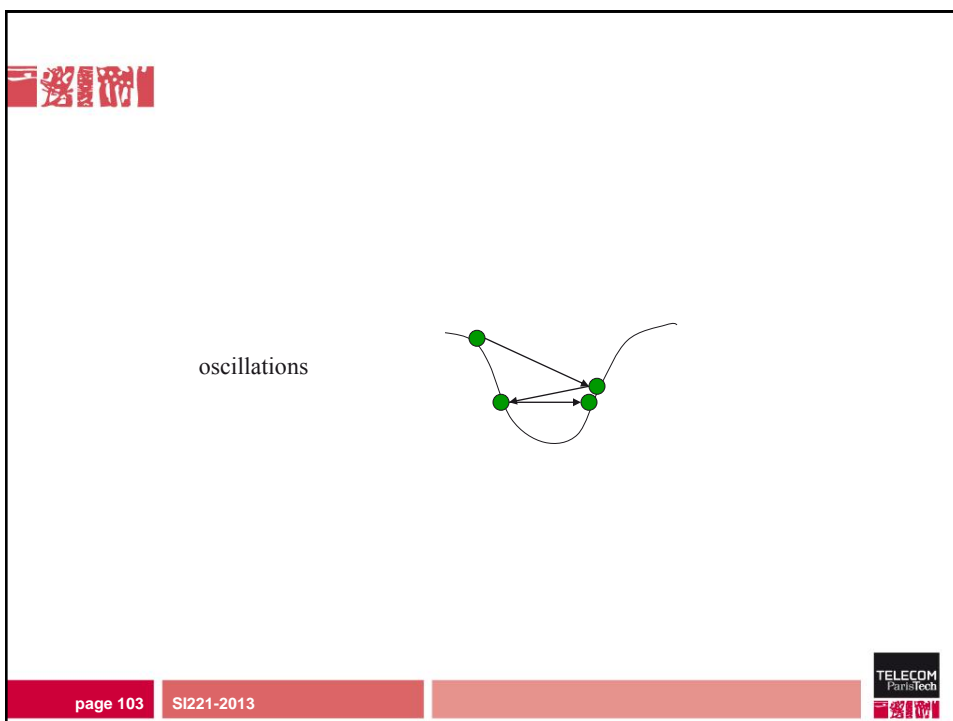 oscillations
page 103
SI221-2013
TELECOM
ParisTech